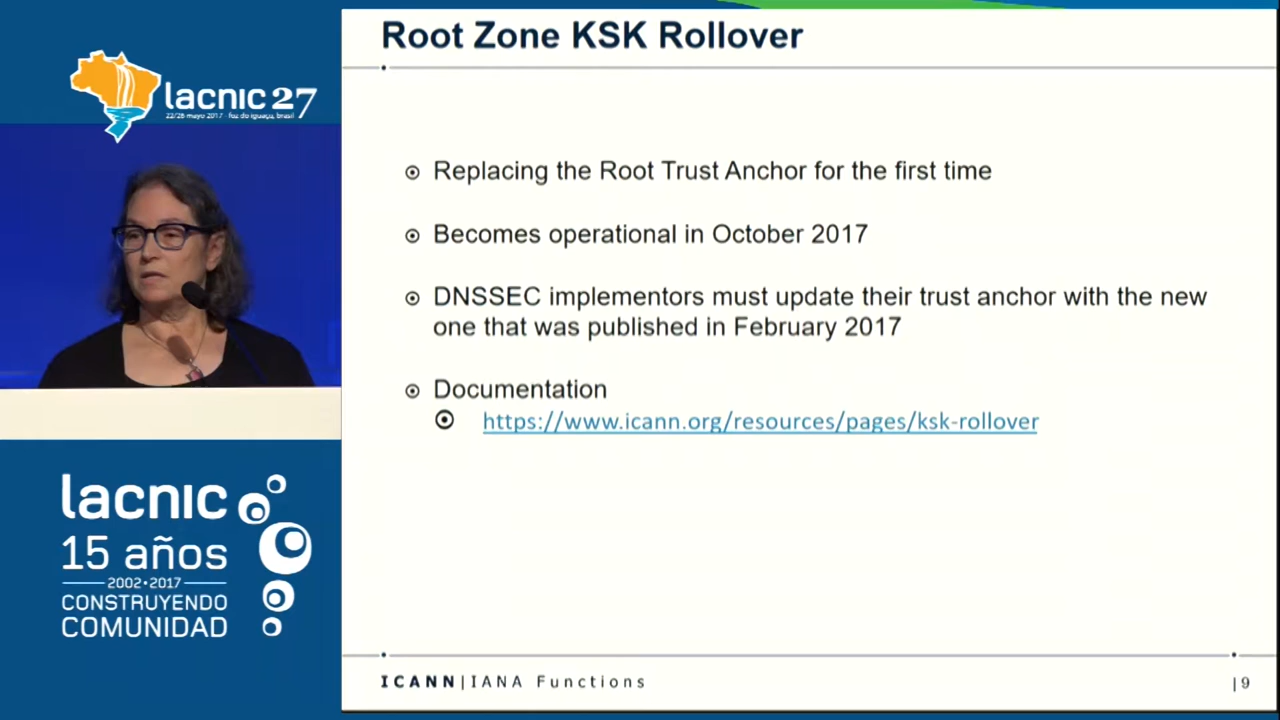 lacnic 27
22/26 mayo 2017 - foz do iguaçu, brasil
lacnic
15 años
2002•2017
CONSTRUYENDO
COMUNIDAD
Root Zone KSK Rollover
Replacing the Root Trust Anchor for the first time
Becomes operational in October 2017
DNSSEC implementors must update their trust anchor with the new
one that was published in February 2017
Documentation
https://www.icann.org/resources/pages/ksk-rollover
ICANN|IANA Functions
|9